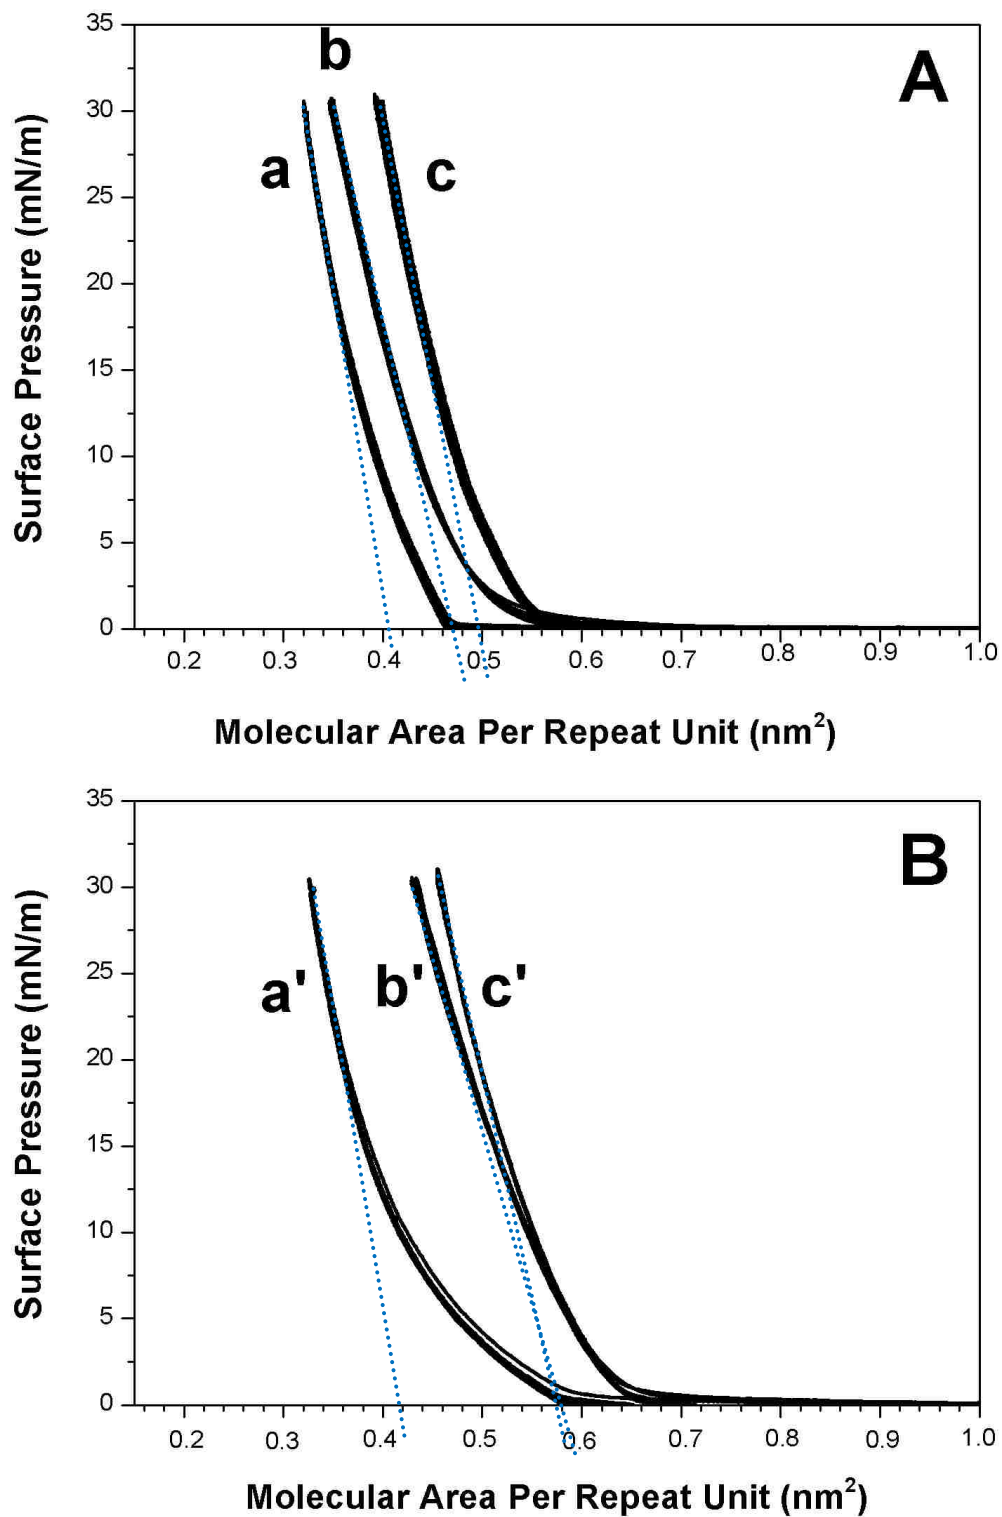 35
30
25
20
15
10
5
0
Surface Pressure (mN/m)
A
a
b
c
0.2 0.3 0.4 0.5 0.6 0.7 0.8 0.9 1.0
Molecular Area Per Repeat Unit (nm²)
35
30
25
20
15
10
5
0
Surface Pressure (mN/m)
B
a'
b'
c'
0.2 0.3 0.4 0.5 0.6 0.7 0.8 0.9 1.0
Molecular Area Per Repeat Unit (nm²)